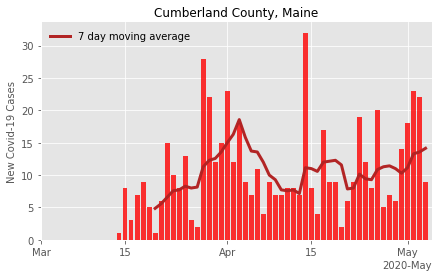 Cumberland County, Maine
7 day moving average
New Covid-19 Cases
30
25
20
15
10
5
0
Mar
15
Apr
15
May
2020-May